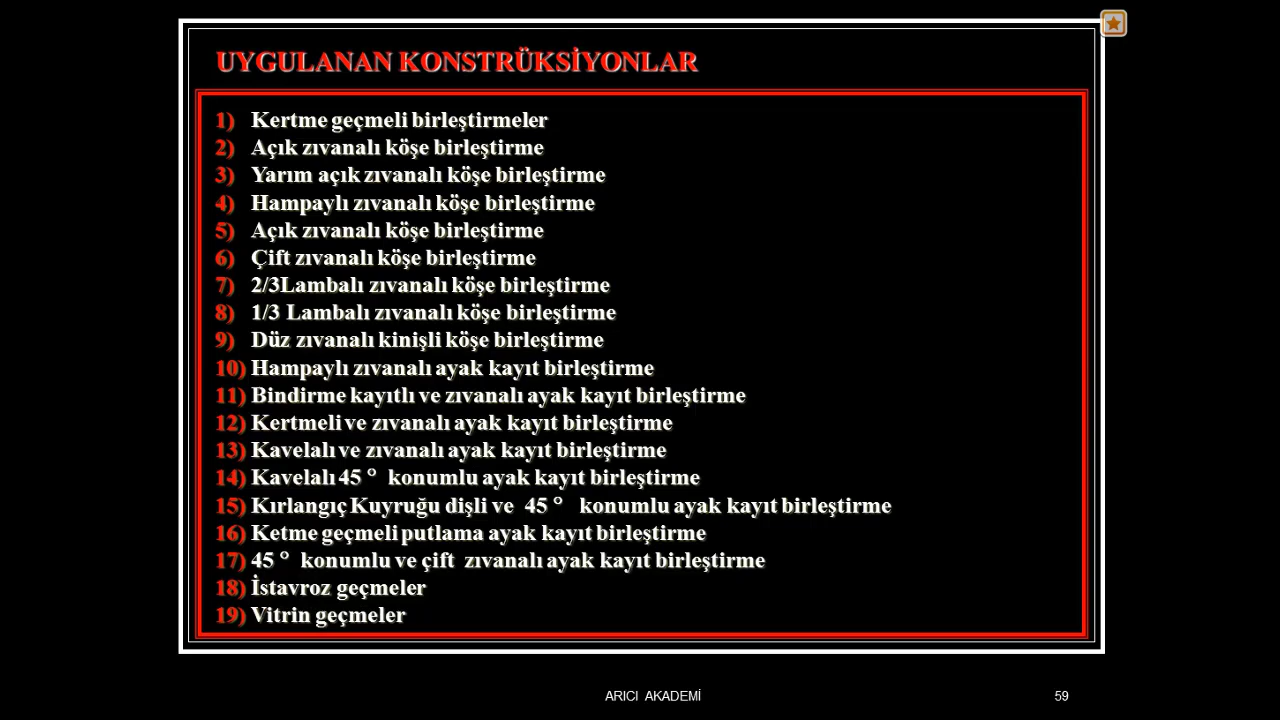 UYGULANAN KONSTRÜKSİYONLAR
1) Kertme geçmeli birleştirmeler
2) Açık zıvanalı köşe birleştirme
3) Yarım açık zıvanalı köşe birleştirme
4) Hampaylı zıvanalı köşe birleştirme
5) Açık zıvanalı köşe birleştirme
6) Çift zıvanalı köşe birleştirme
7) 2/3Lambalı zıvanalı köşe birleştirme
8) 1/3 Lambalı zıvanalı köşe birleştirme
9) Düz zıvanalı kinişli köşe birleştirme
10) Hampaylı zıvanalı ayak kayıt birleştirme
11) Bindirme kayıtlı ve zıvanalı ayak kayıt birleştirme
12) Kertmeli ve zıvanalı ayak kayıt birleştirme
13) Kavelalı ve zıvanalı ayak kayıt birleştirme
14) Kavelalı 45 ° konumlu ayak kayıt birleştirme
15) Kırlangıç Kuyruğu dişli ve 45 ° konumlu ayak kayıt birleştirme
16) Ketme geçmeli putlama ayak kayıt birleştirme
17) 45 ° konumlu ve çift zıvanalı ayak kayıt birleştirme
18) İstavroz geçmeler
19) Vitrin geçmeler
ARICI AKADEMİ
59